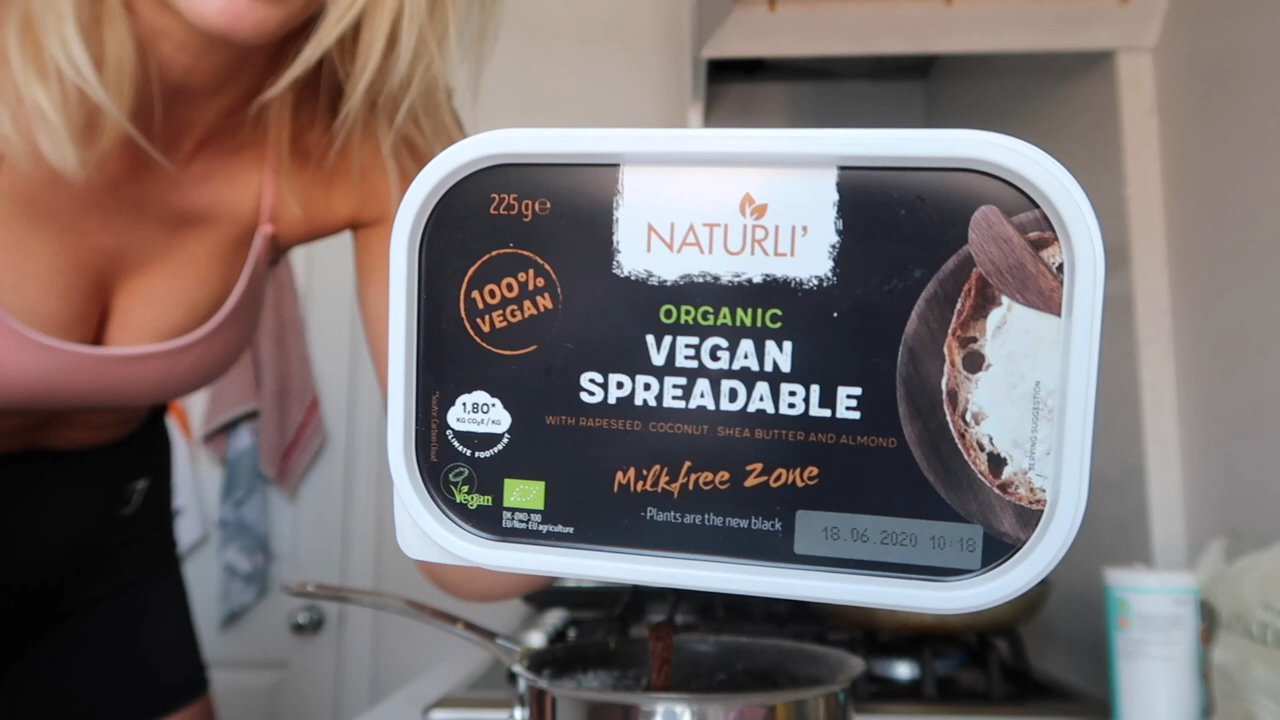 225g e
NATURLI'
100%
VEGAN
ORGANIC
VEGAN
SPREADABLE
WITH RAPESEED, COCONUT, SHEA BUTTER AND ALMOND
1,80*
KG CO₂E / KG
CLIMATE FOOTPRINT
Milkfree Zone
Vegan
DK-ØKO-100
EU/Non-EU agriculture
-Plants are the new black
18.06.2020 10:18
SERVING SUGGESTION